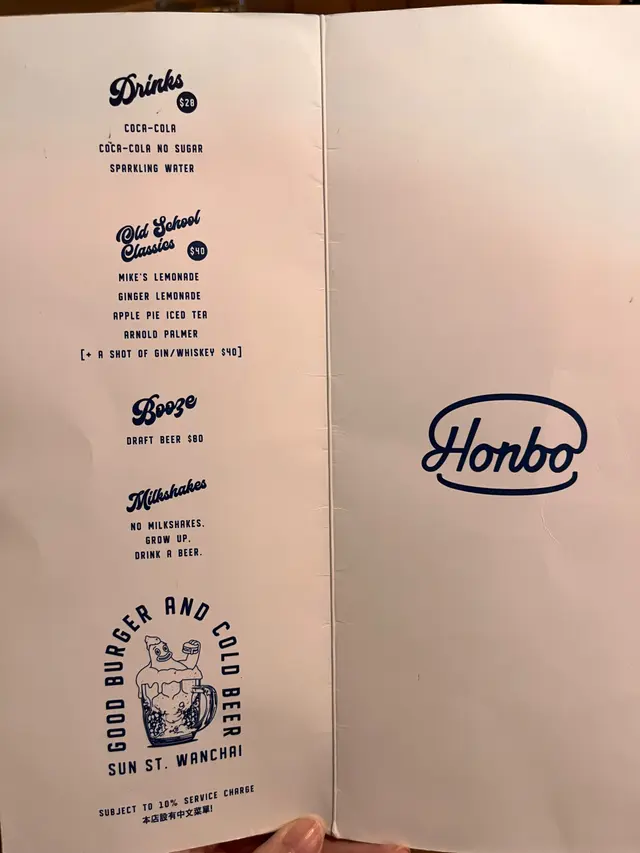 Drinks
$28
COCA-COLA
COCA-COLA NO SUGAR
SPARKLING WATER
Old School
Classics
$40
MIKE'S LEMONADE
GINGER LEMONADE
APPLE PIE ICED TEA
ARNOLD PALMER
[+ A SHOT OF GIN/WHISKEY $40]
Booze
DRAFT BEER $80
Milkshakes
NO MILKSHAKES.
GROW UP.
DRINK A BEER.
GOOD BURGER AND COLD BEER
SUN ST. WANCHAI
SUBJECT TO 10% SERVICE CHARGE
本店設有中文菜單!
Honbo